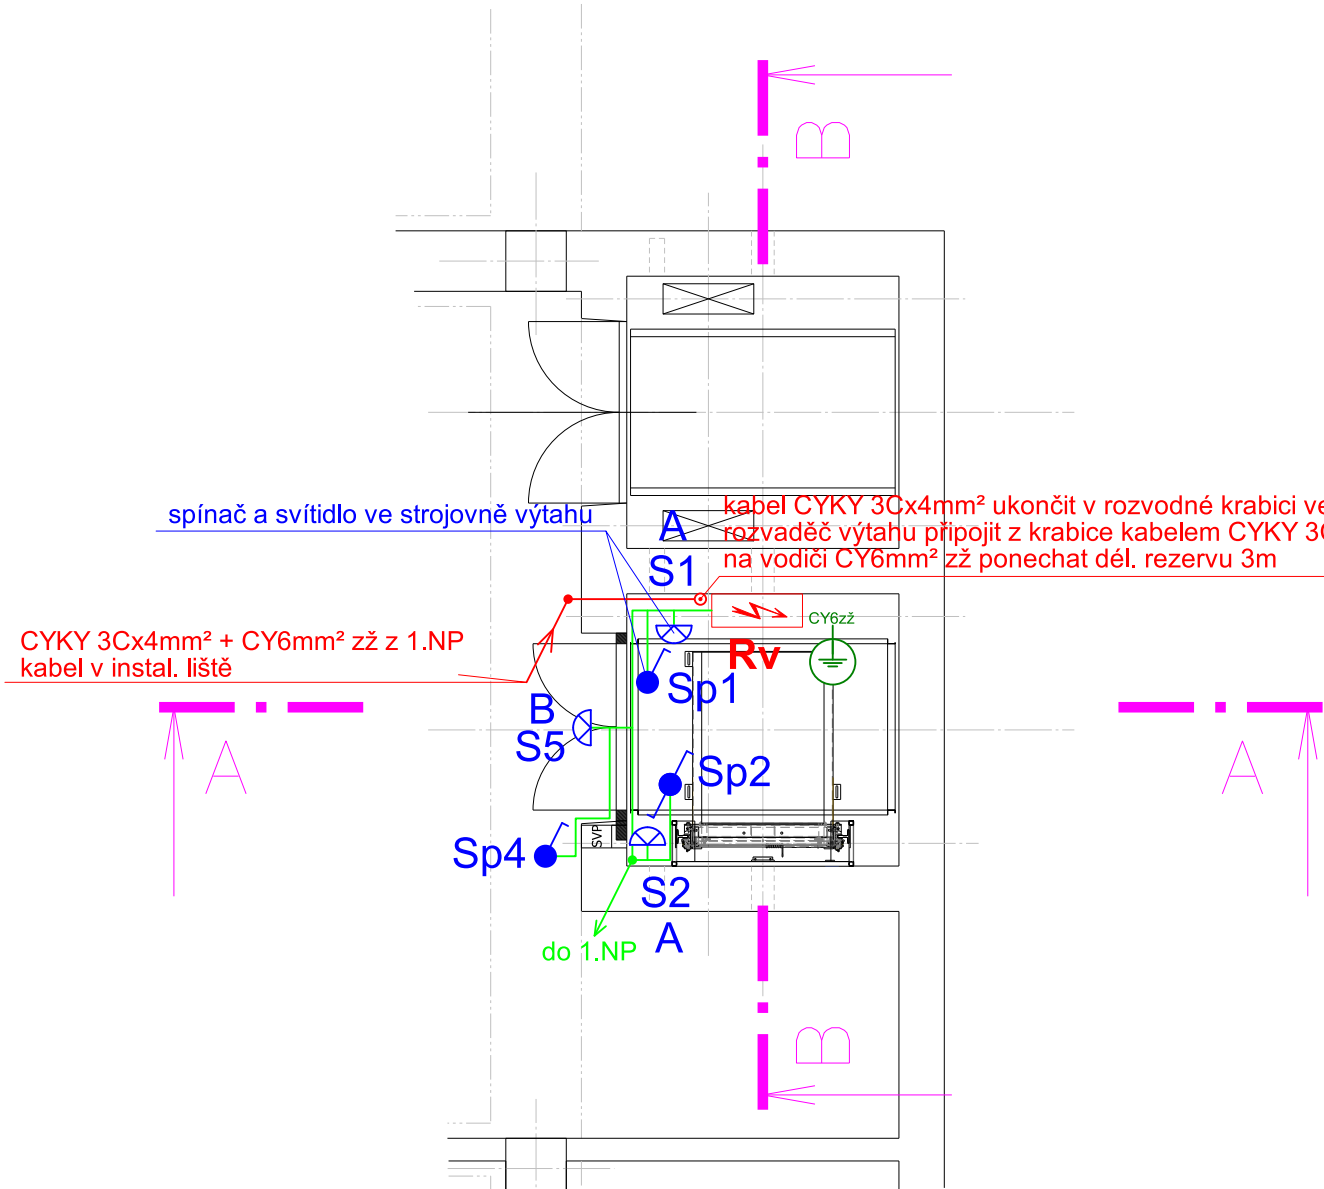 B
spínač a svítidlo ve strojovně výtahu
kabel CYKY 3Cx4mm² ukončit v rozvodné krabici ve
rozvaděč výtahu připojit z krabice kabelem CYKY 3C
na vodiči CY6mm² zž ponechat dél. rezervu 3m
A
S1
CY6zž
CYKY 3Cx4mm² + CY6mm² zž z 1.NP
kabel v instal. liště
Rv
Sp1
B
S5
A
Sp2
A
SVP
Sp4
S2
A
do 1.NP
B